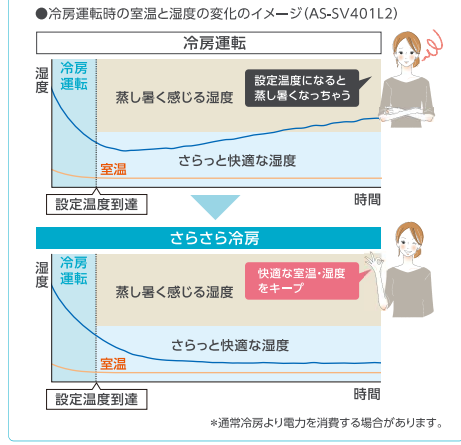 ●冷房運転時の室温と湿度の変化のイメージ(AS-SV401L2)
冷房運転
湿度
冷房
運転
蒸し暑く感じる湿度
設定温度になると
蒸し暑くなっちゃう
さらっと快適な湿度
室温
設定温度到達
時間
さらさら冷房
湿度
冷房
運転
蒸し暑く感じる湿度
快適な室温・湿度
をキープ
さらっと快適な湿度
室温
設定温度到達
時間
*通常冷房より電力を消費する場合があります。